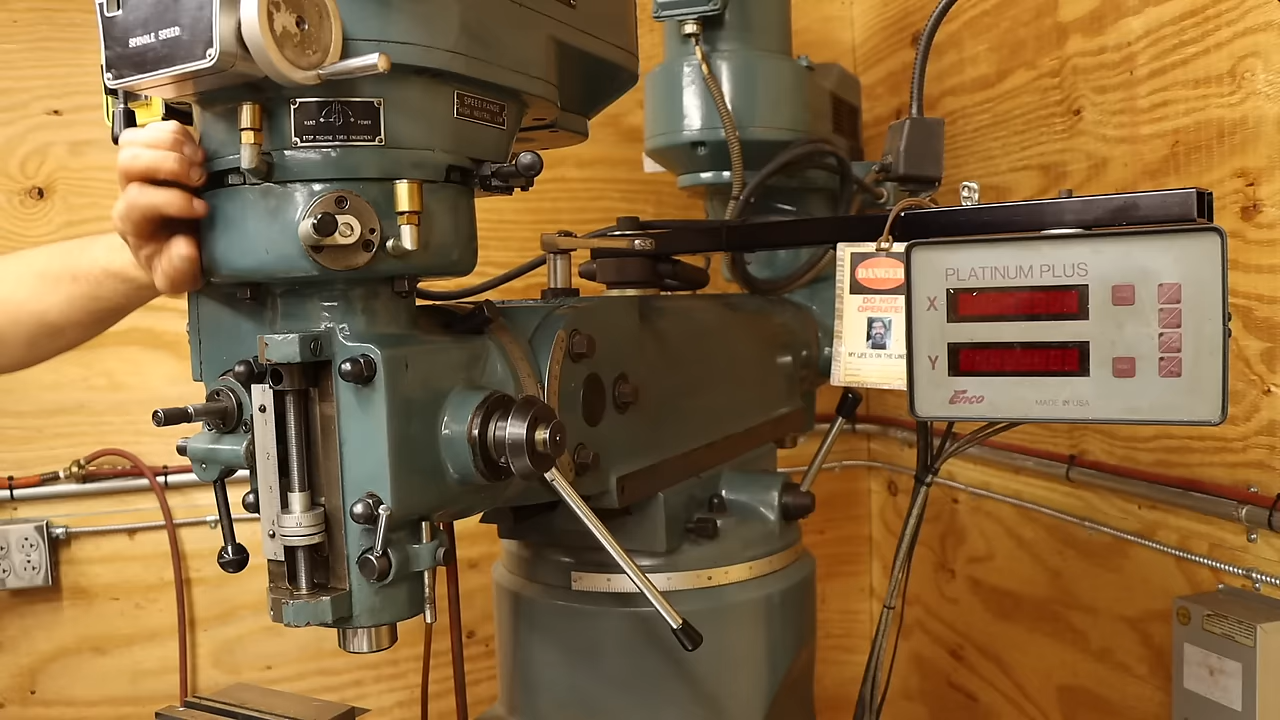 SPINDLE SPEED
HAND POWER
STOP MACHINE THEN ENGAGEMENT
SPEED RANGE
HIGH NEUTRAL LOW
DANGER
DO NOT
OPERATE!
MY LIFE IS ON THE LINE
PLATINUM PLUS
X
Y
Enco
MADE IN USA